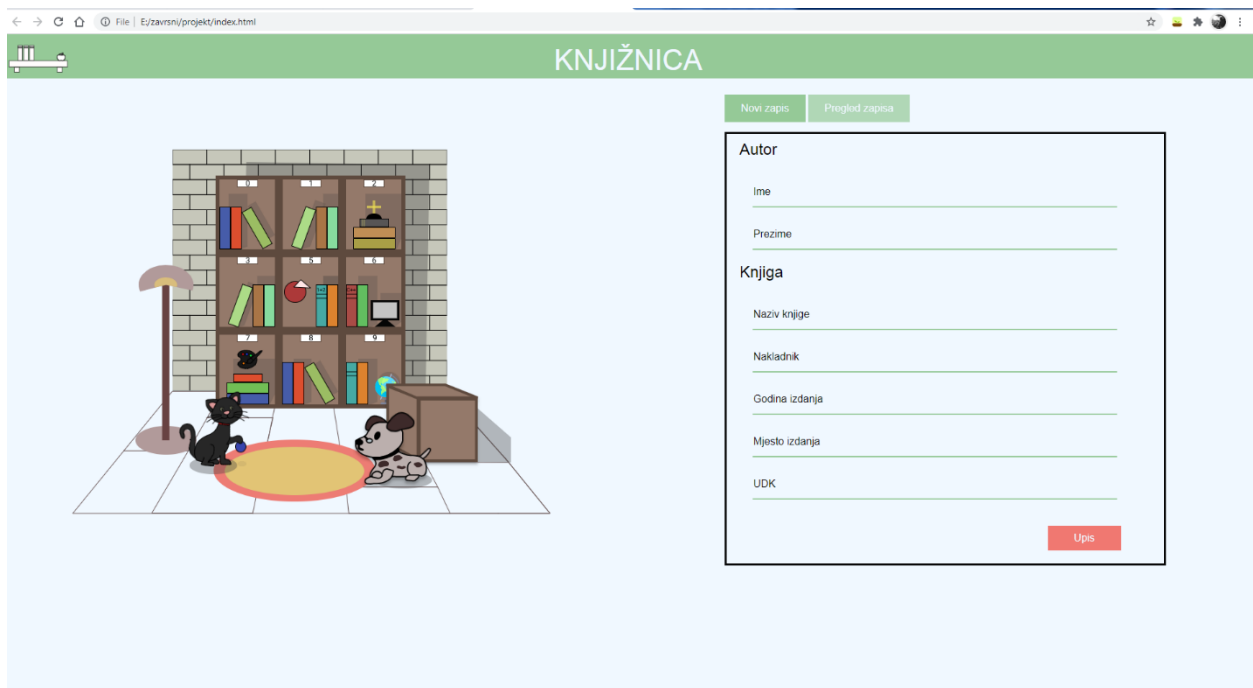 File | E:/zavrsni/projekt/index.html
KNJIŽNICA
Novi zapis
Pregled zapisa
0
1
2
3
5
6
7
8
9
Autor
Ime
Prezime
Knjiga
Naziv knjige
Nakladnik
Godina izdanja
Mjesto izdanja
UDK
Upis